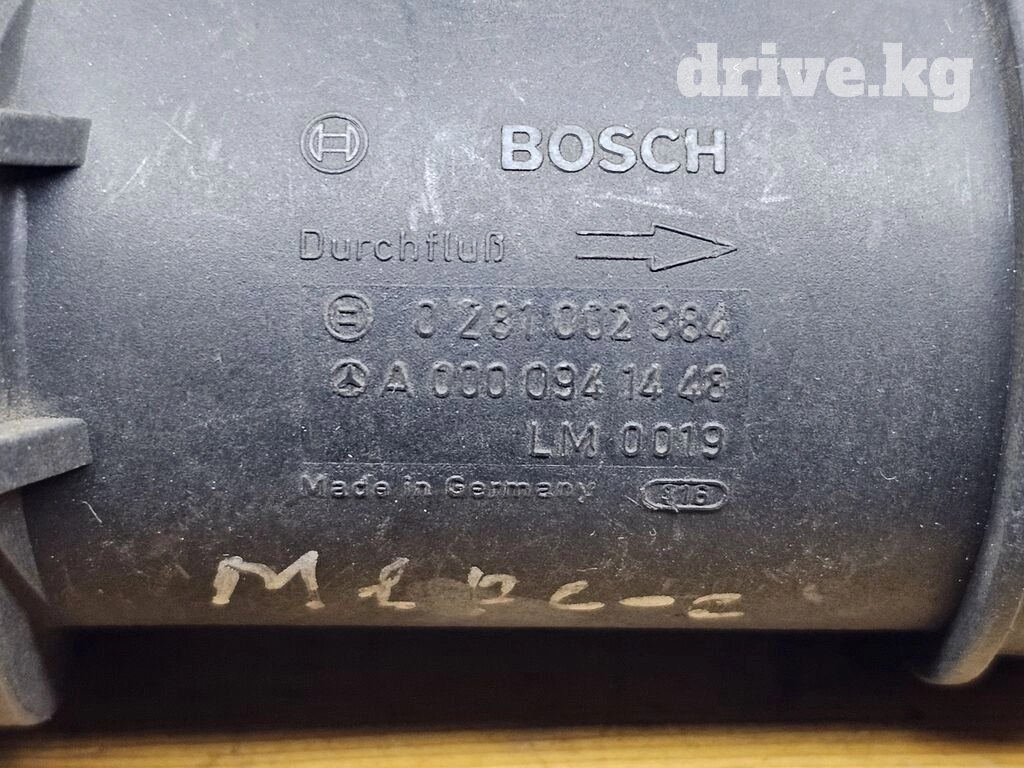 drive.kg
BOSCH
Durchfluß
0 281 002 384
A 000 094 14 48
LM 0019
Made in Germany